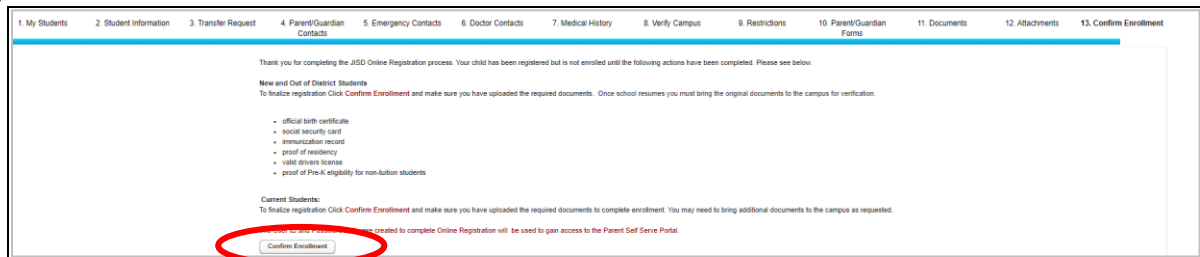 1. My Students 2. Student Information 3. Transfer Request 4. Parent/Guardian Contacts 5. Emergency Contacts 6. Doctor Contacts 7. Medical History 8. Verify Campus 9. Restrictions 10. Parent/Guardian Forms 11. Documents 12. Attachments 13. Confirm Enrollment
Thank you for completing the JISD Online Registration process. Your child has been registered but is not enrolled until the following actions have been completed. Please see below.
New and Out of District Students
To finalize registration Click Confirm Enrollment and make sure you have uploaded the required documents. Once school resumes you must bring the original documents to the campus for verification.
• official birth certificate
• social security card
• immunization record
• proof of residency
• valid drivers license
• proof of Pre-K eligibility for non-tuition students
Current Students:
To finalize registration Click Confirm Enrollment and make sure you have uploaded the required documents to complete enrollment. You may need to bring additional documents to the campus as requested.
created to complete Online Registration will be used to gain access to the Parent Self Serve Portal.
Confirm Enrollment